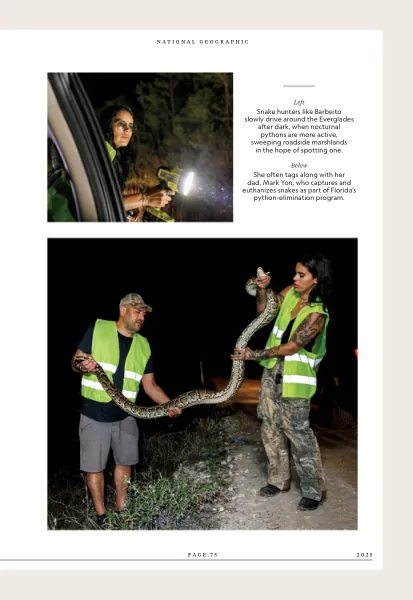 NATIONAL GEOGRAPHIC
Left
Snake hunters like Barbeito
slowly drive around the Everglades
after dark, when nocturnal
pythons are more active,
sweeping roadside marshlands
in the hope of spotting one.
Below
She often tags along with her
dad, Mark Yon, who captures and
euthanizes snakes as part of Florida's
python-elimination program.
PAGE.75